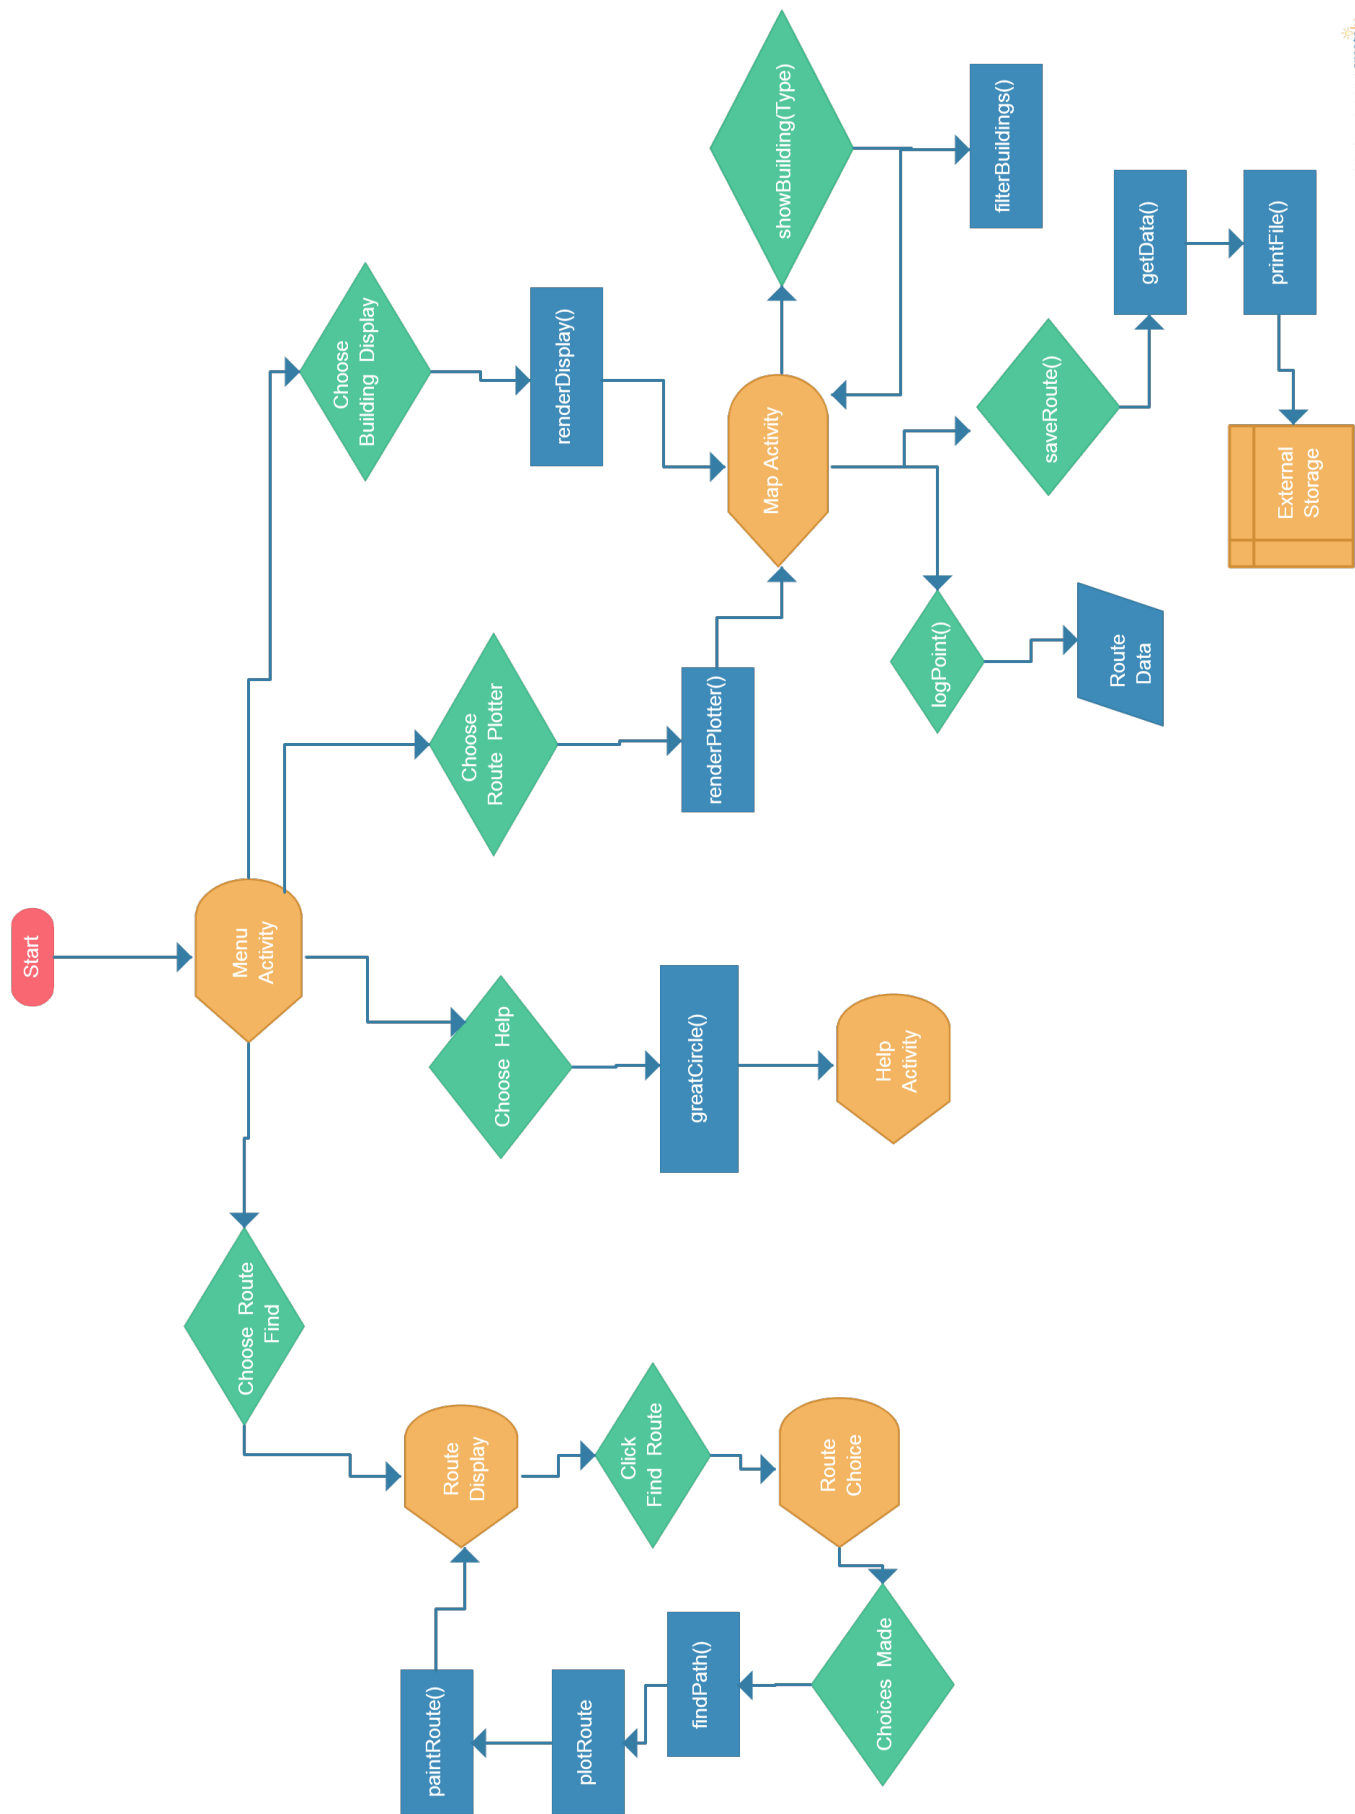 Start
Menu
Activity
Choose Route
Find
Choose Help
Choose
Route Plotter
Choose
Building Display
Route
Display
Click
Find Route
Route
Choice
Choices Made
findPath()
plotRoute
paintRoute()
greatCircle()
Help
Activity
renderPlotter()
renderDisplay()
Map Activity
showBuilding(Type)
filterBuildings()
logPoint()
Route
Data
saveRoute()
getData()
printFile()
External
Storage